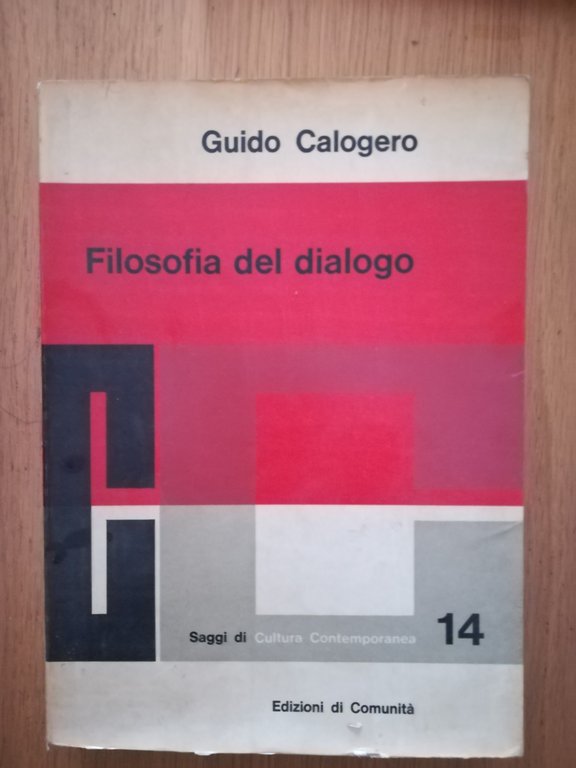 Guido Calogero
Filosofia del dialogo
Saggi di Cultura Contemporanea 14
Edizioni di Comunità